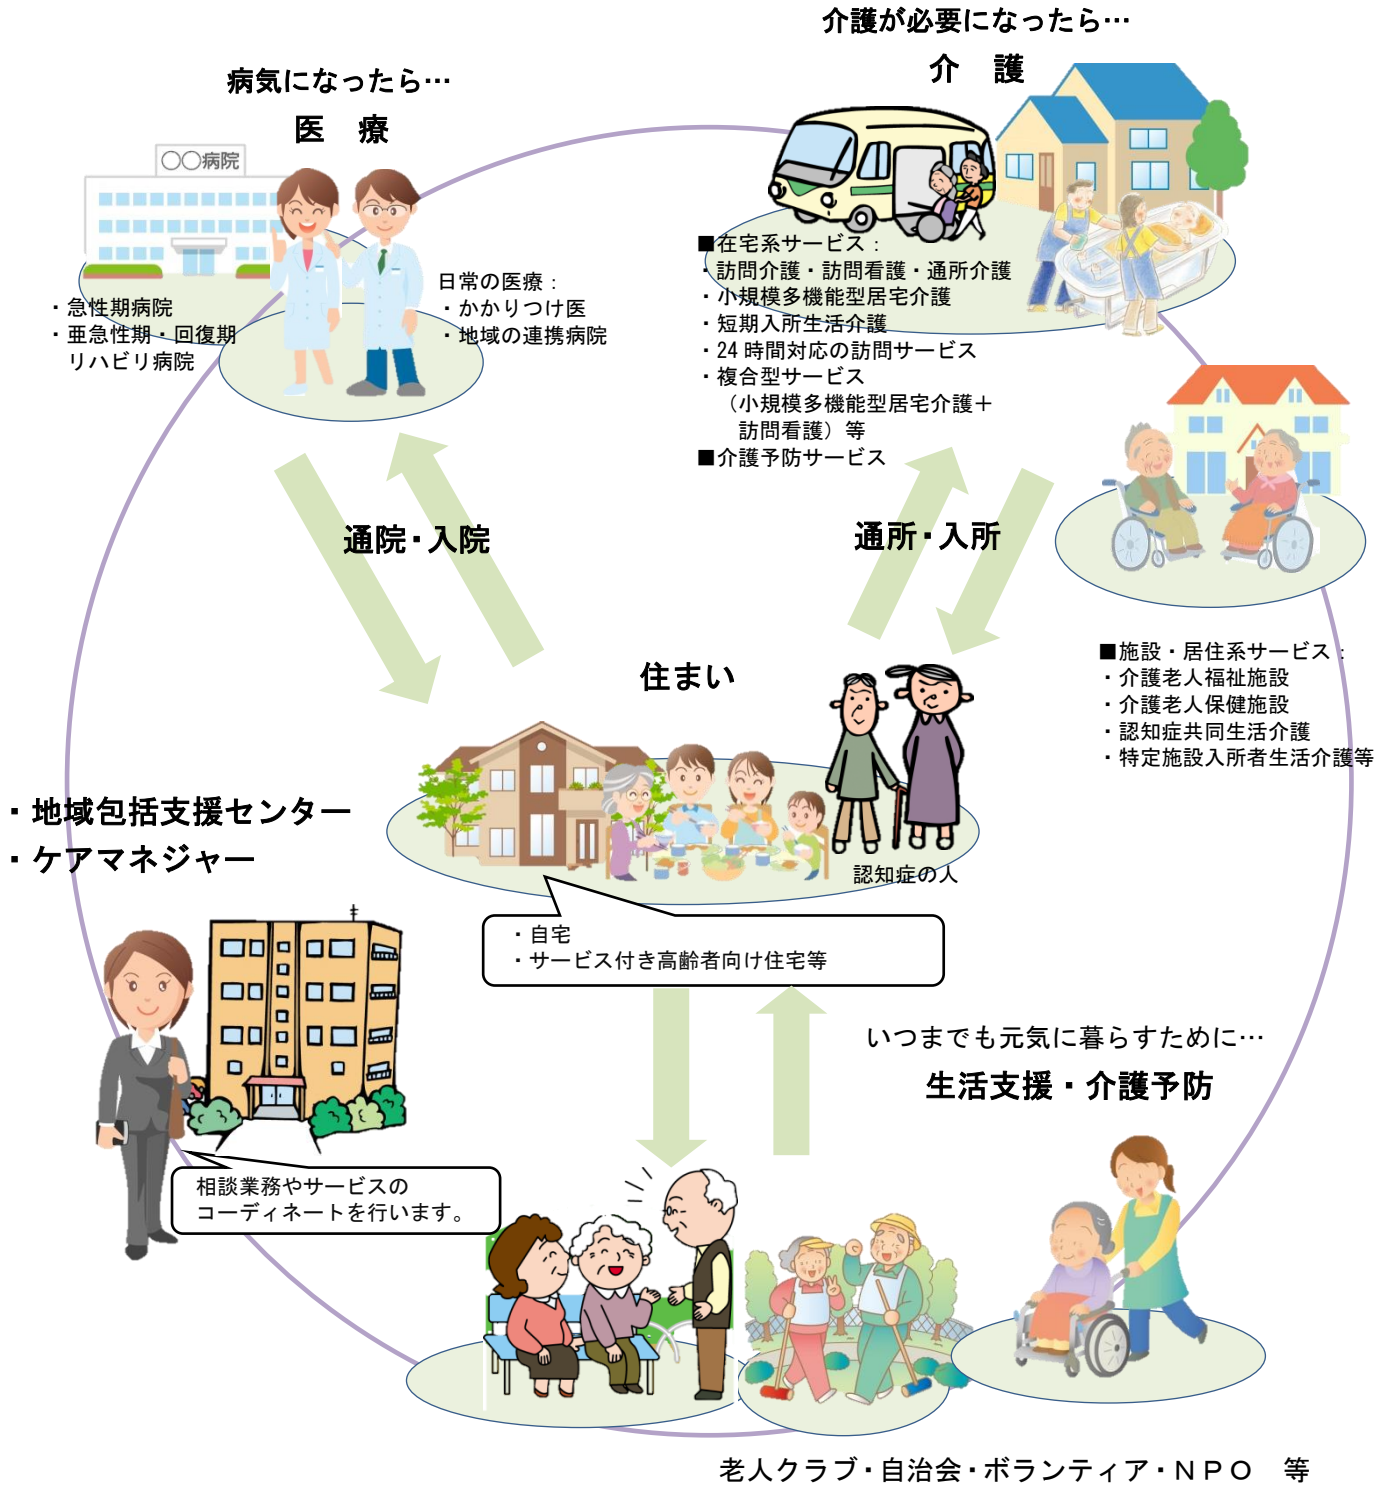 介護が必要になったら…
介　護
病気になったら…
医　療
〇〇病院
・急性期病院
・亜急性期・回復期
リハビリ病院
日常の医療：
・かかりつけ医
・地域の連携病院
■在宅系サービス：
・訪問介護・訪問看護・通所介護
・小規模多機能型居宅介護
・短期入所生活介護
・24時間対応の訪問サービス
・複合型サービス
（小規模多機能型居宅介護＋
訪問看護）等
■介護予防サービス
通院・入院
通所・入所
■施設・居住系サービス：
・介護老人福祉施設
・介護老人保健施設
・認知症共同生活介護
・特定施設入所者生活介護等
住まい
認知症の人
・自宅
・サービス付き高齢者向け住宅等
・地域包括支援センター
・ケアマネジャー
相談業務やサービスの
コーディネートを行います。
いつまでも元気に暮らすために…
生活支援・介護予防
老人クラブ・自治会・ボランティア・ＮＰＯ　等